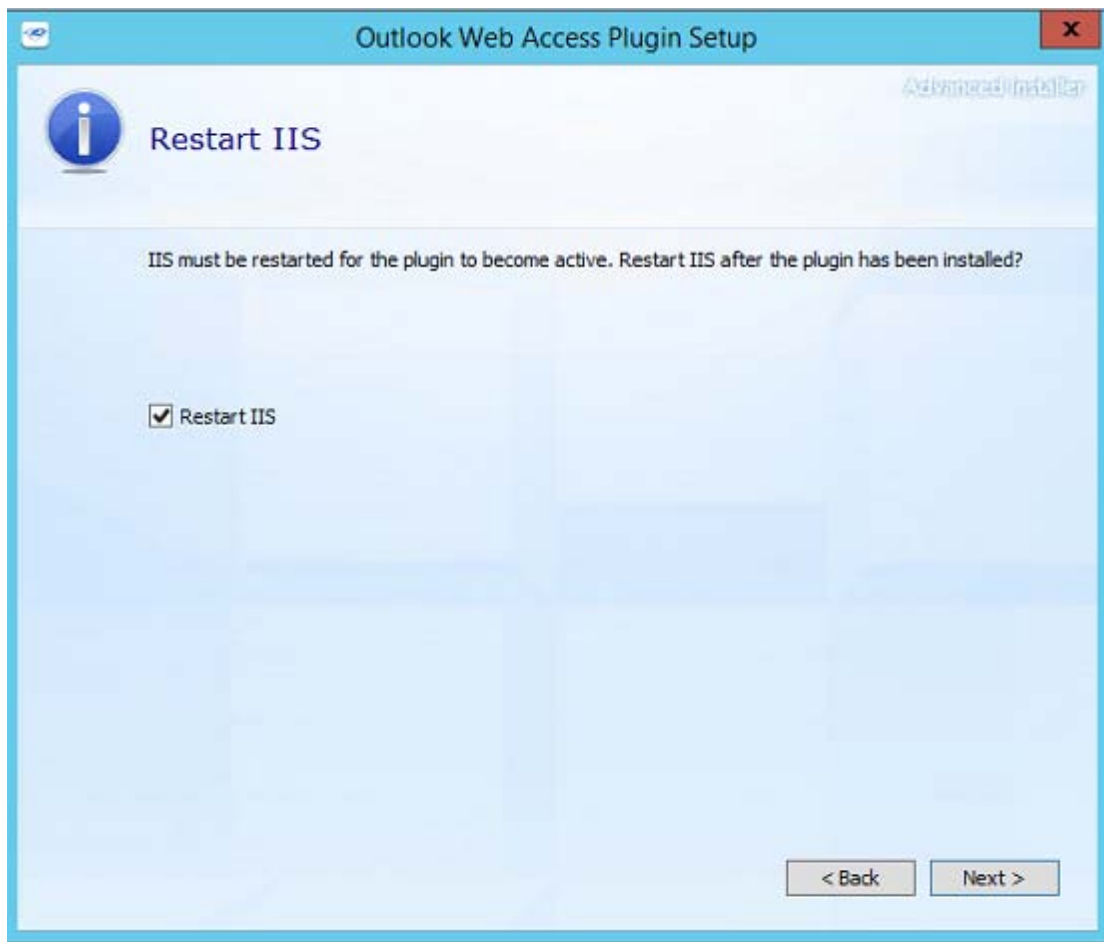 Outlook Web Access Plugin Setup
x
Advanced Installer
Restart IIS
IIS must be restarted for the plugin to become active. Restart IIS after the plugin has been installed?
Restart IIS
< Back Next >